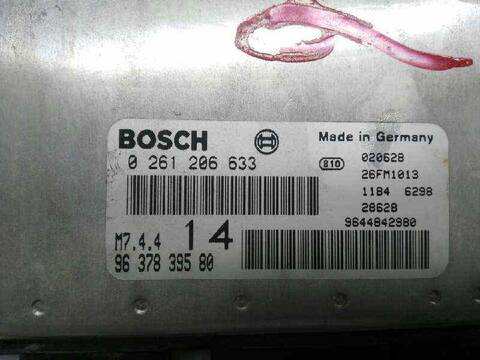 BOSCH
0 261 206 633
M7.4.4 14
96 378 395 80
Made in Germany
810 020628
26FM1013
1184 6298
28628
9644842980